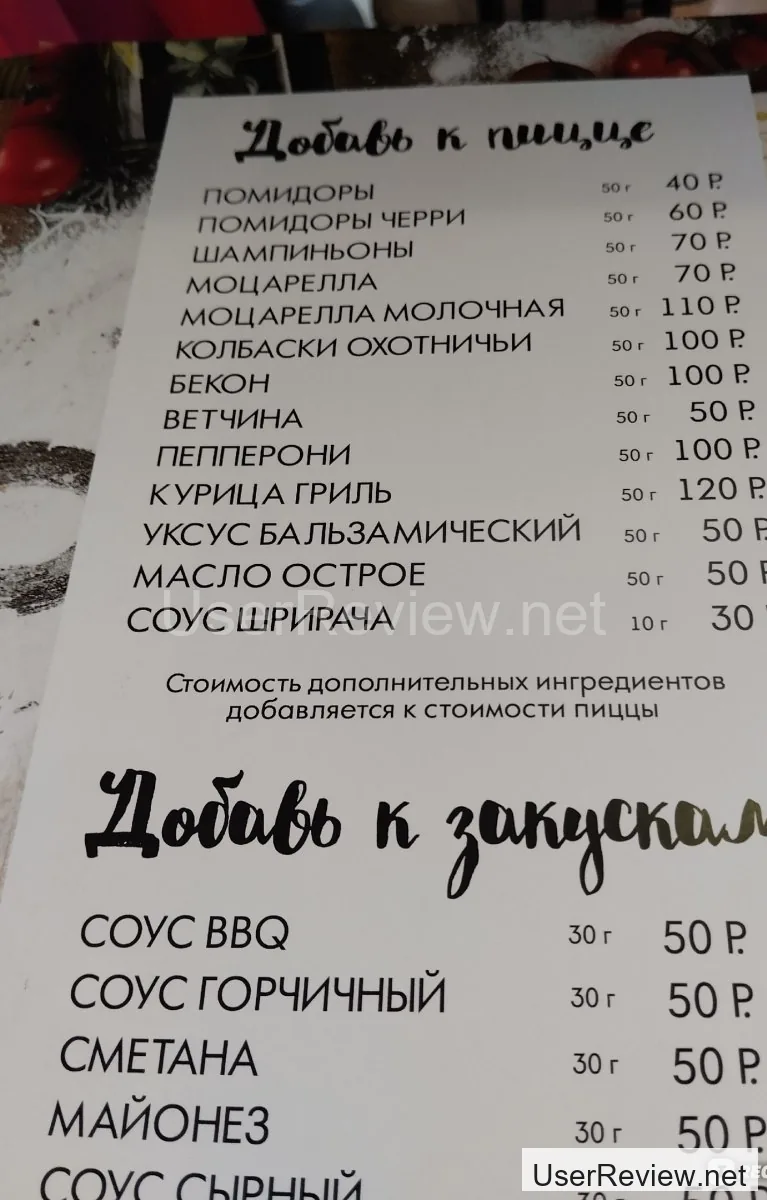 Добавь к пицце
ПОМИДОРЫ 50 г 40 Р.
ПОМИДОРЫ ЧЕРРИ 50 г 60 Р.
ШАМПИНЬОНЫ 50 г 70 Р.
МОЦАРЕЛЛА 50 г 70 Р.
МОЦАРЕЛЛА МОЛОЧНАЯ 50 г 110 Р.
КОЛБАСКИ ОХОТНИЧЬИ 50 г 100 Р.
БЕКОН 50 г 100 Р.
ВЕТЧИНА 50 г 50 Р.
ПЕППЕРОНИ 50 г 100 Р.
КУРИЦА ГРИЛЬ 50 г 120 Р.
УКСУС БАЛЬЗАМИЧЕСКИЙ 50 г 50 Р
МАСЛО ОСТРОЕ 50 г 50 Р
СОУС ШРИРАЧА 10 г 30
UserReview.net
Стоимость дополнительных ингредиентов
добавляется к стоимости пиццы
Добавь к закускам
СОУС BBQ 30 г 50 Р.
СОУС ГОРЧИЧНЫЙ 30 г 50 Р.
СМЕТАНА 30 г 50 Р.
МАЙОНЕЗ 30 г 50 Р
СОУС СЫРНЫЙ
UserReview.net